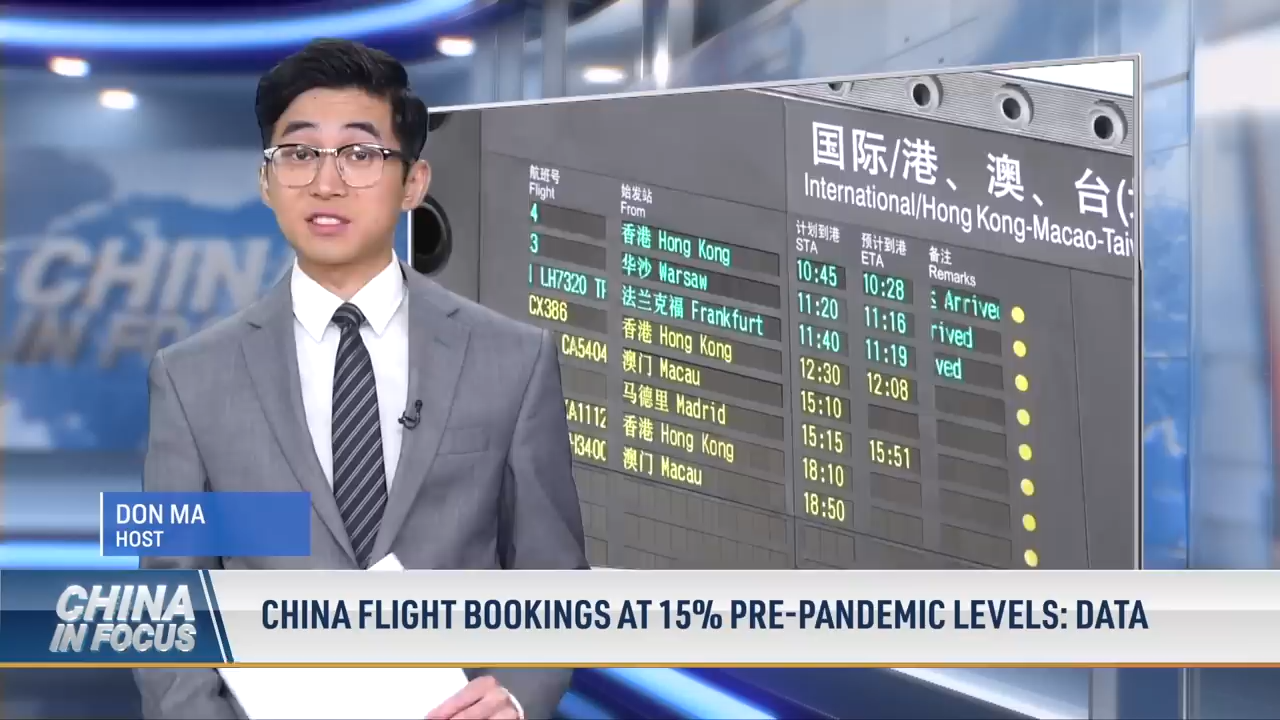 CHINA
IN FO
国际/港、澳、台(
International/Hong Kong-Macao-Tai
航班号
Flight
始发站
From
计划到港
STA
预计到港
ETA
备注
Remarks
4
香港 Hong Kong
10:45
10:28
Arrived
3
华沙 Warsaw
11:20
11:16
rived
LH7320
法兰克福 Frankfurt
11:40
11:19
ved
CX386
香港 Hong Kong
12:30
12:08
CA5404
澳门 Macau
15:10
马德里 Madrid
15:15
15:51
KA1112
香港 Hong Kong
18:10
H3400
澳门 Macau
18:50
DON MA
HOST
CHINA
IN FOCUS
CHINA FLIGHT BOOKINGS AT 15% PRE-PANDEMIC LEVELS: DATA